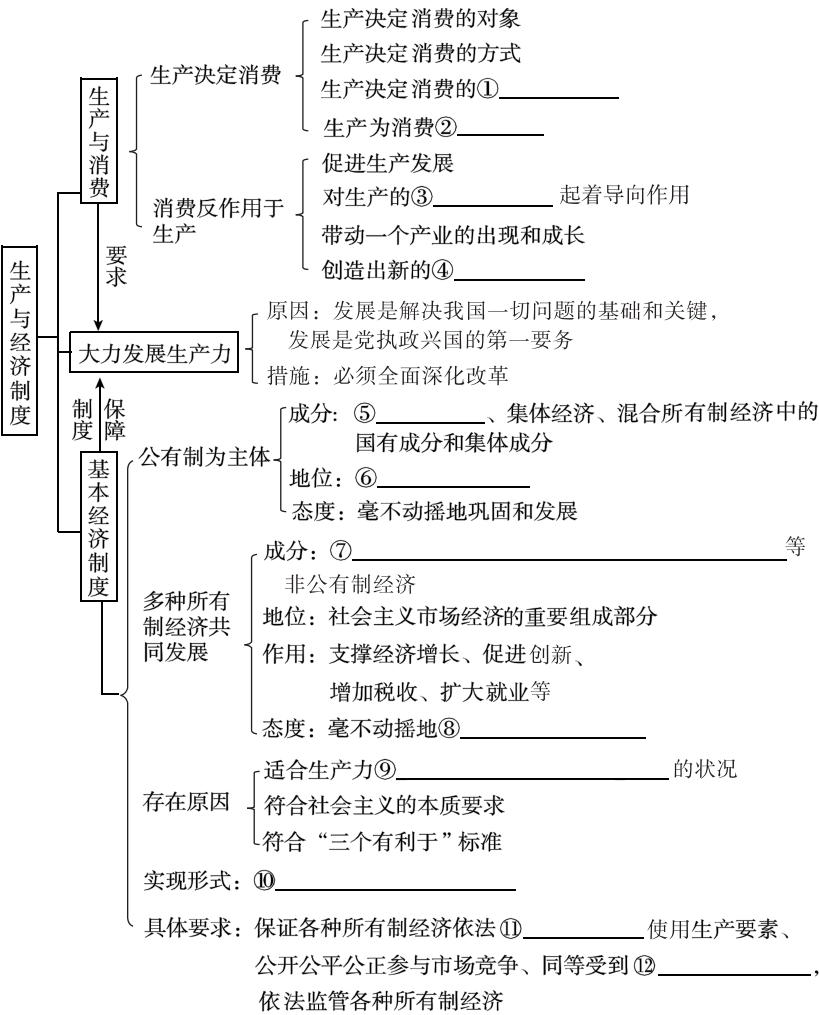 生产与经济制度
生产与消费
生产决定消费
生产决定消费的对象
生产决定消费的方式
生产决定消费的①
生产为消费②
消费反作用于
生产
促进生产发展
对生产的③ 起着导向作用
带动一个产业的出现和成长
创造出新的④
要求
大力发展生产力
原因：发展是解决我国一切问题的基础和关键，
发展是党执政兴国的第一要务
措施：必须全面深化改革
制度
保障
基本经济制度
公有制为主体
成分: ⑤ 、集体经济、混合所有制经济中的
国有成分和集体成分
地位：⑥
态度：毫不动摇地巩固和发展
多种所有
制经济共
同发展
成分：⑦ 等
非公有制经济
地位：社会主义市场经济的重要组成部分
作用：支撑经济增长、促进创新、
增加税收、扩大就业等
态度：毫不动摇地⑧
存在原因
适合生产力⑨ 的状况
符合社会主义的本质要求
符合“三个有利于”标准
实现形式：⑩
具体要求：保证各种所有制经济依法⑪ 使用生产要素、
公开公平公正参与市场竞争、同等受到⑫ ，
依法监管各种所有制经济